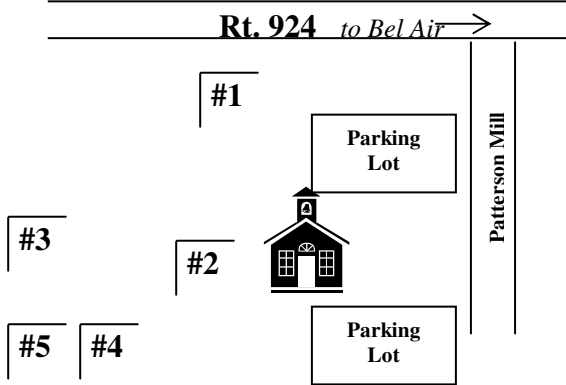 Rt. 924 to Bel Air
#1
Parking
Lot
Patterson Mill
#3
#2
#5
#4
Parking
Lot